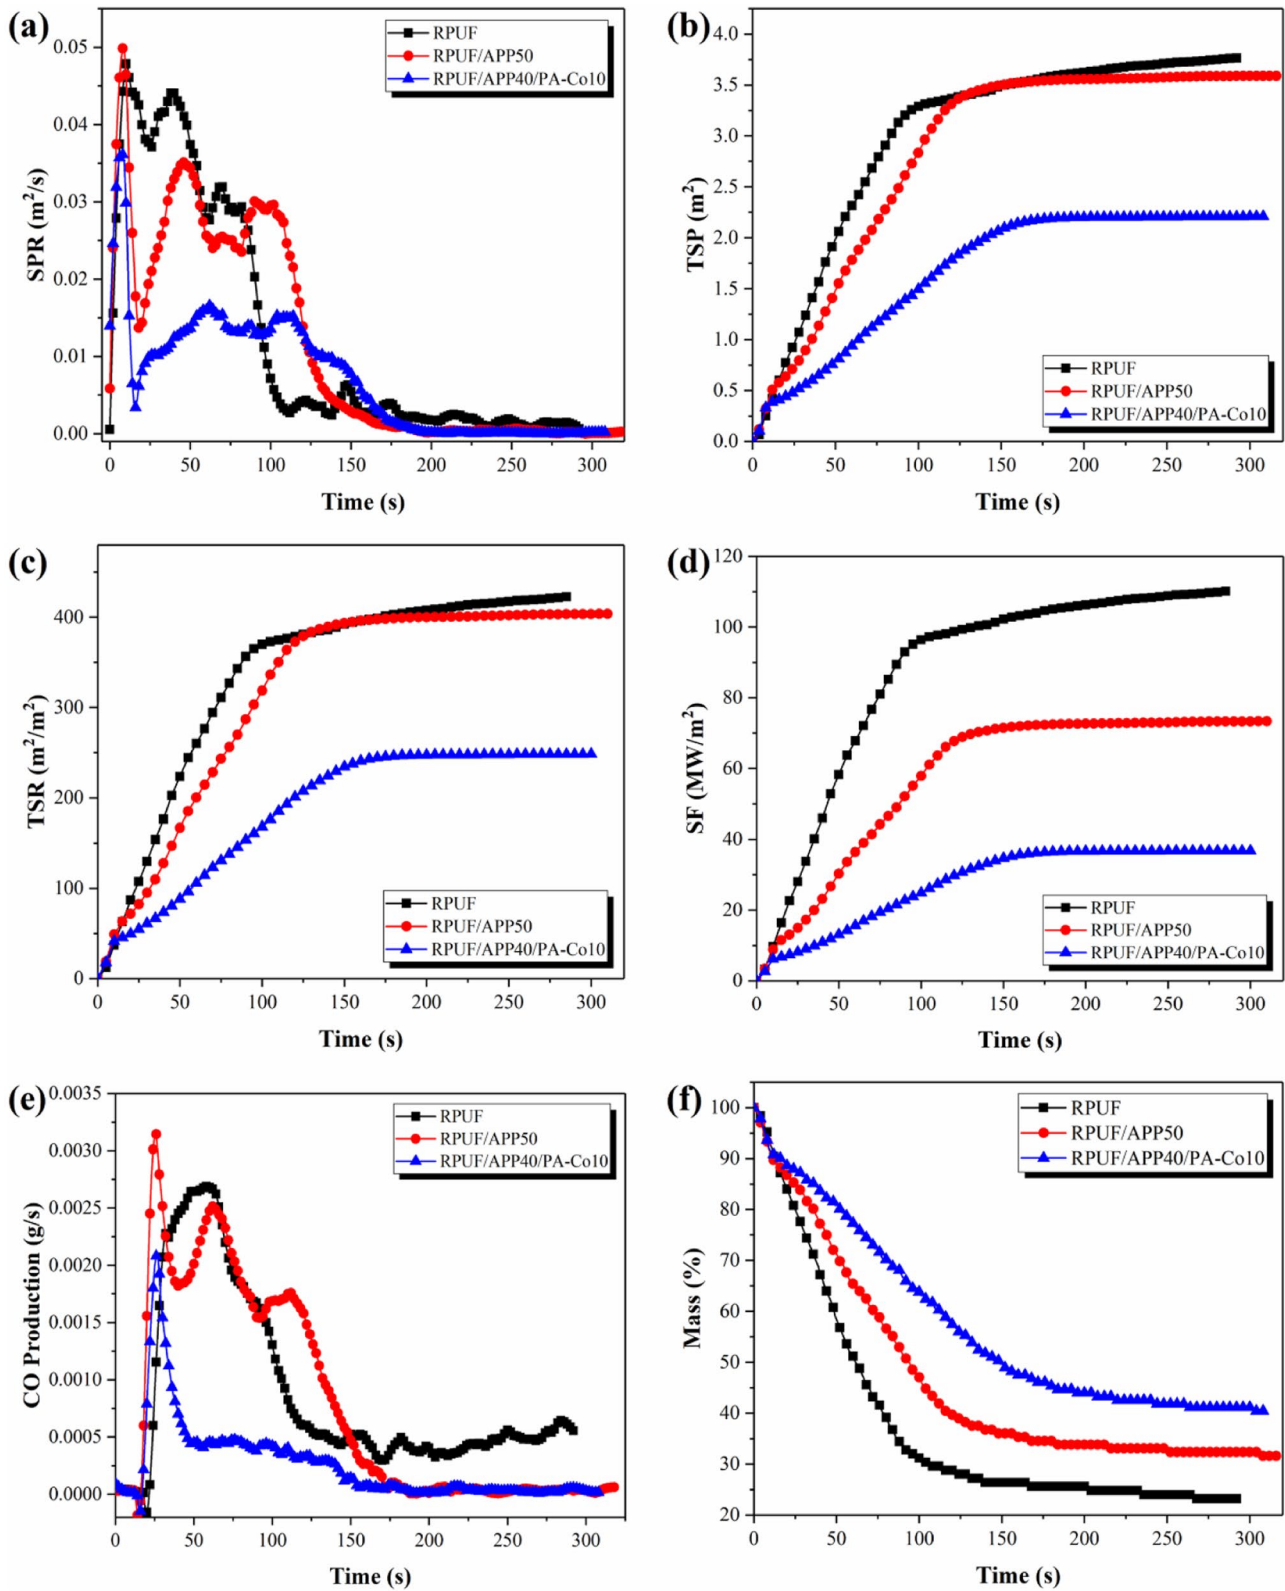 (a)
RPUF
RPUF/APP50
RPUF/APP40/PA-Co10
0.05
0.04
0.03
0.02
0.01
0.00
SPR (m²/s)
0 50 100 150 200 250 300
Time (s)
(b)
4.0
3.5
3.0
2.5
2.0
1.5
1.0
0.5
0.0
TSP (m²)
RPUF
RPUF/APP50
RPUF/APP40/PA-Co10
0 50 100 150 200 250 300
Time (s)
(c)
400
300
200
100
0
TSR (m²/m²)
RPUF
RPUF/APP50
RPUF/APP40/PA-Co10
0 50 100 150 200 250 300
Time (s)
(d)
120
100
80
60
40
20
0
SF (MW/m²)
RPUF
RPUF/APP50
RPUF/APP40/PA-Co10
0 50 100 150 200 250 300
Time (s)
(e)
0.0035
0.0030
0.0025
0.0020
0.0015
0.0010
0.0005
0.0000
CO Production (g/s)
RPUF
RPUF/APP50
RPUF/APP40/PA-Co10
0 50 100 150 200 250 300
Time (s)
(f)
100
90
80
70
60
50
40
30
20
Mass (%)
RPUF
RPUF/APP50
RPUF/APP40/PA-Co10
0 50 100 150 200 250 300
Time (s)